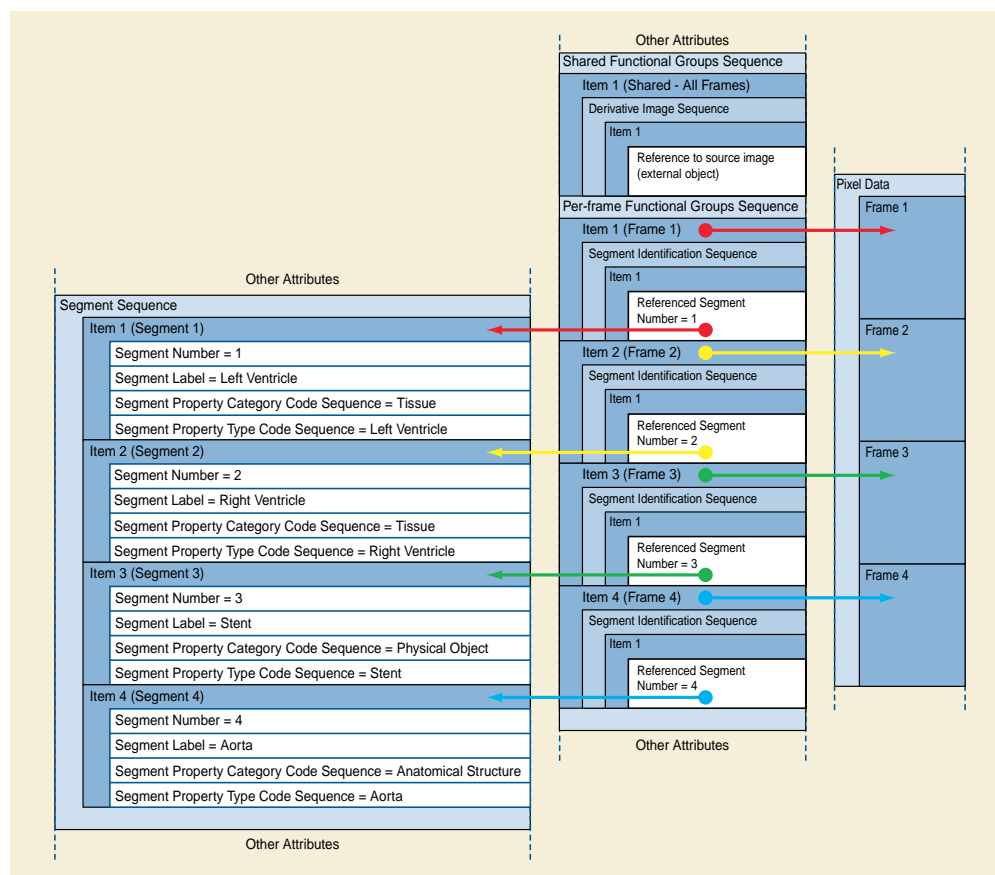 Other Attributes
Segment Sequence
Item 1 (Segment 1)
Segment Number = 1
Segment Label = Left Ventricle
Segment Property Category Code Sequence = Tissue
Segment Property Type Code Sequence = Left Ventricle
Item 2 (Segment 2)
Segment Number = 2
Segment Label = Right Ventricle
Segment Property Category Code Sequence = Tissue
Segment Property Type Code Sequence = Right Ventricle
Item 3 (Segment 3)
Segment Number = 3
Segment Label = Stent
Segment Property Category Code Sequence = Physical Object
Segment Property Type Code Sequence = Stent
Item 4 (Segment 4)
Segment Number = 4
Segment Label = Aorta
Segment Property Category Code Sequence = Anatomical Structure
Segment Property Type Code Sequence = Aorta
Other Attributes
Other Attributes
Shared Functional Groups Sequence
Item 1 (Shared - All Frames)
Derivative Image Sequence
Item 1
Reference to source image
(external object)
Per-frame Functional Groups Sequence
Item 1 (Frame 1)
Segment Identification Sequence
Item 1
Referenced Segment
Number = 1
Item 2 (Frame 2)
Segment Identification Sequence
Item 1
Referenced Segment
Number = 2
Item 3 (Frame 3)
Segment Identification Sequence
Item 1
Referenced Segment
Number = 3
Item 4 (Frame 4)
Segment Identification Sequence
Item 1
Referenced Segment
Number = 4
Other Attributes
Pixel Data
Frame 1
Frame 2
Frame 3
Frame 4